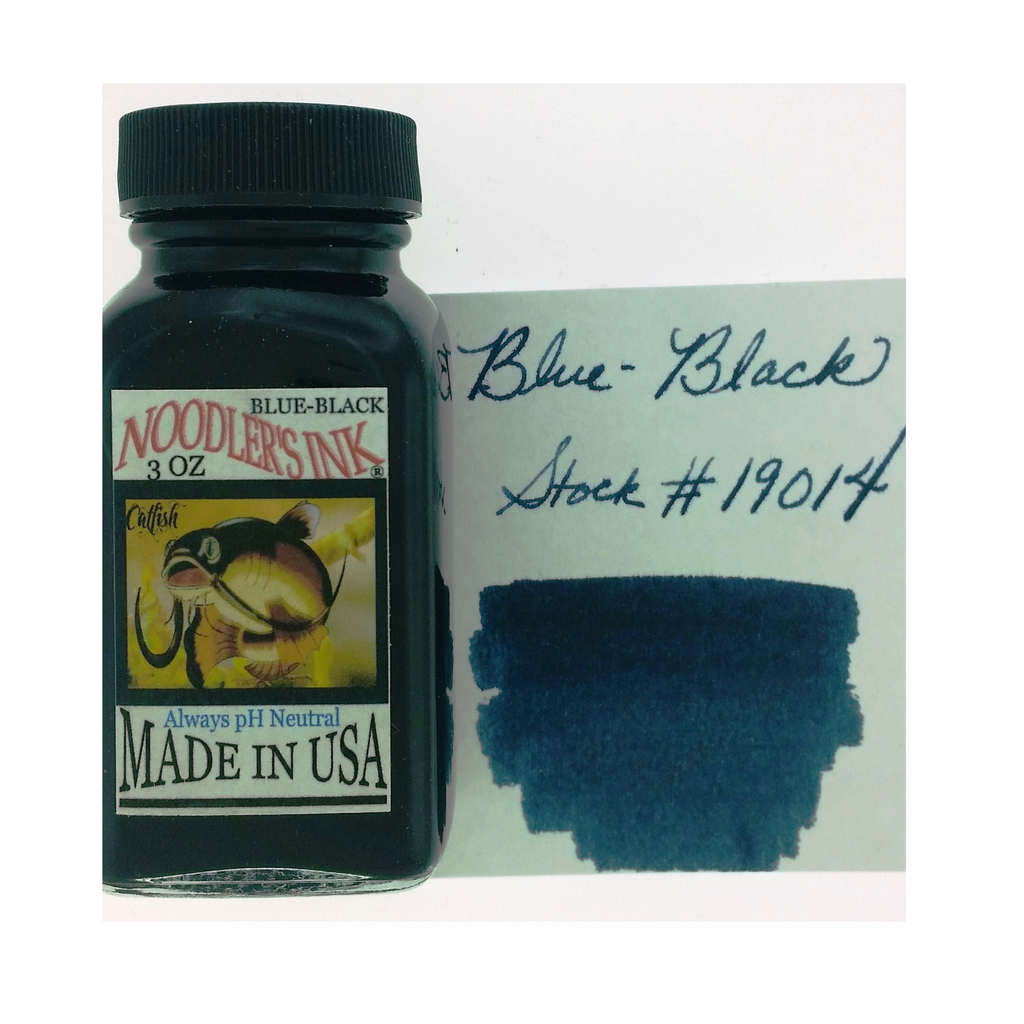 BLUE-BLACK
NOODLER'S INK®
3 OZ
Catfish
Always pH Neutral
MADE IN USA
Blue-Black
Stock #19014